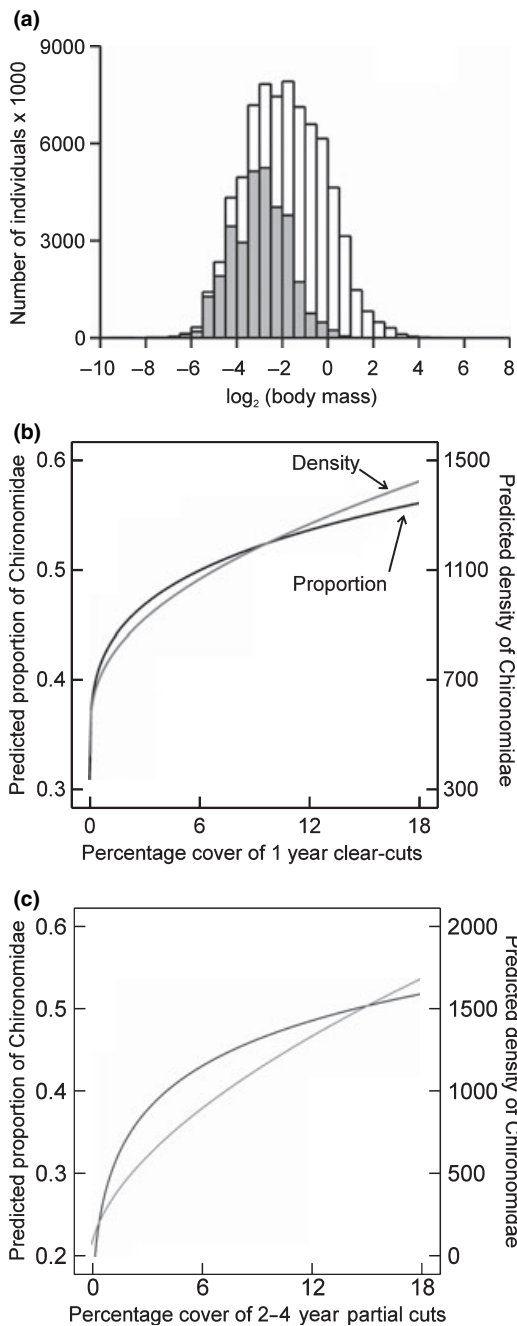 (a)
Number of individuals x 1000
9000
6000
3000
0
–10 –8 –6 –4 –2 0 2 4 6 8
log₂ (body mass)
(b)
Predicted proportion of Chironomidae
0.6
0.5
0.4
0.3
Density
Proportion
1500
1100
700
300
Predicted density of Chironomidae
0 6 12 18
Percentage cover of 1 year clear-cuts
(c)
Predicted proportion of Chironomidae
0.6
0.5
0.4
0.3
0.2
2000
1500
1000
500
0
Predicted density of Chironomidae
0 6 12 18
Percentage cover of 2–4 year partial cuts